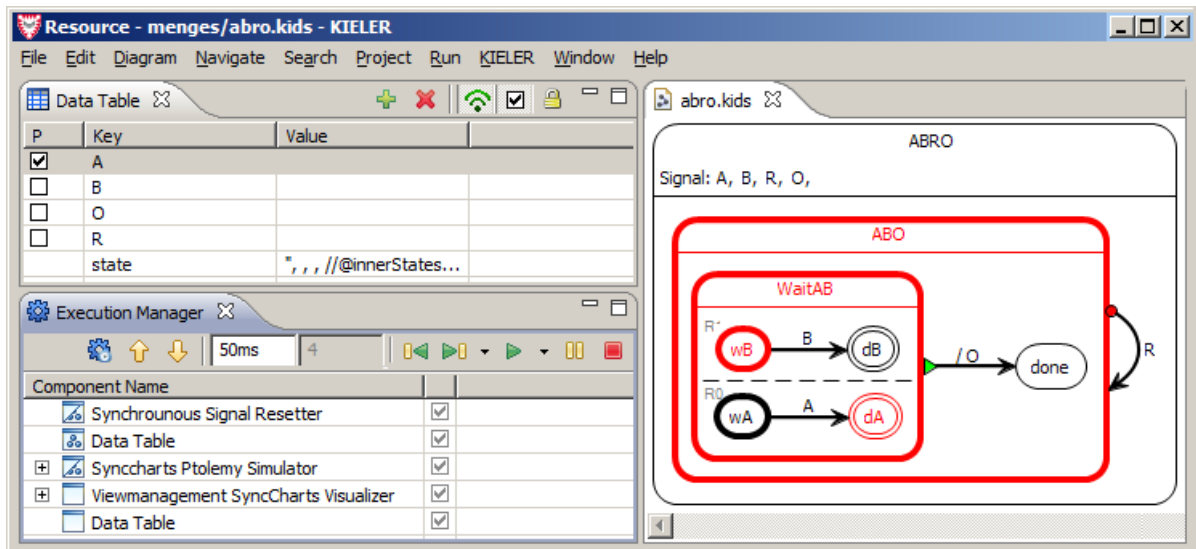 Resource - menges/abro.kids - KIELER
File Edit Diagram Navigate Search Project Run KIELER Window Help
Data Table
P Key Value
A
B
O
R
state ", , , //@innerStates...
Execution Manager
50ms 4
Component Name
Synchrounous Signal Resetter
Data Table
Synccharts Ptolemy Simulator
Viewmanagement SyncCharts Visualizer
Data Table
abro.kids
ABRO
Signal: A, B, R, O,
ABO
WaitAB
R1
wB B dB
/ O done R
R0
wA A dA